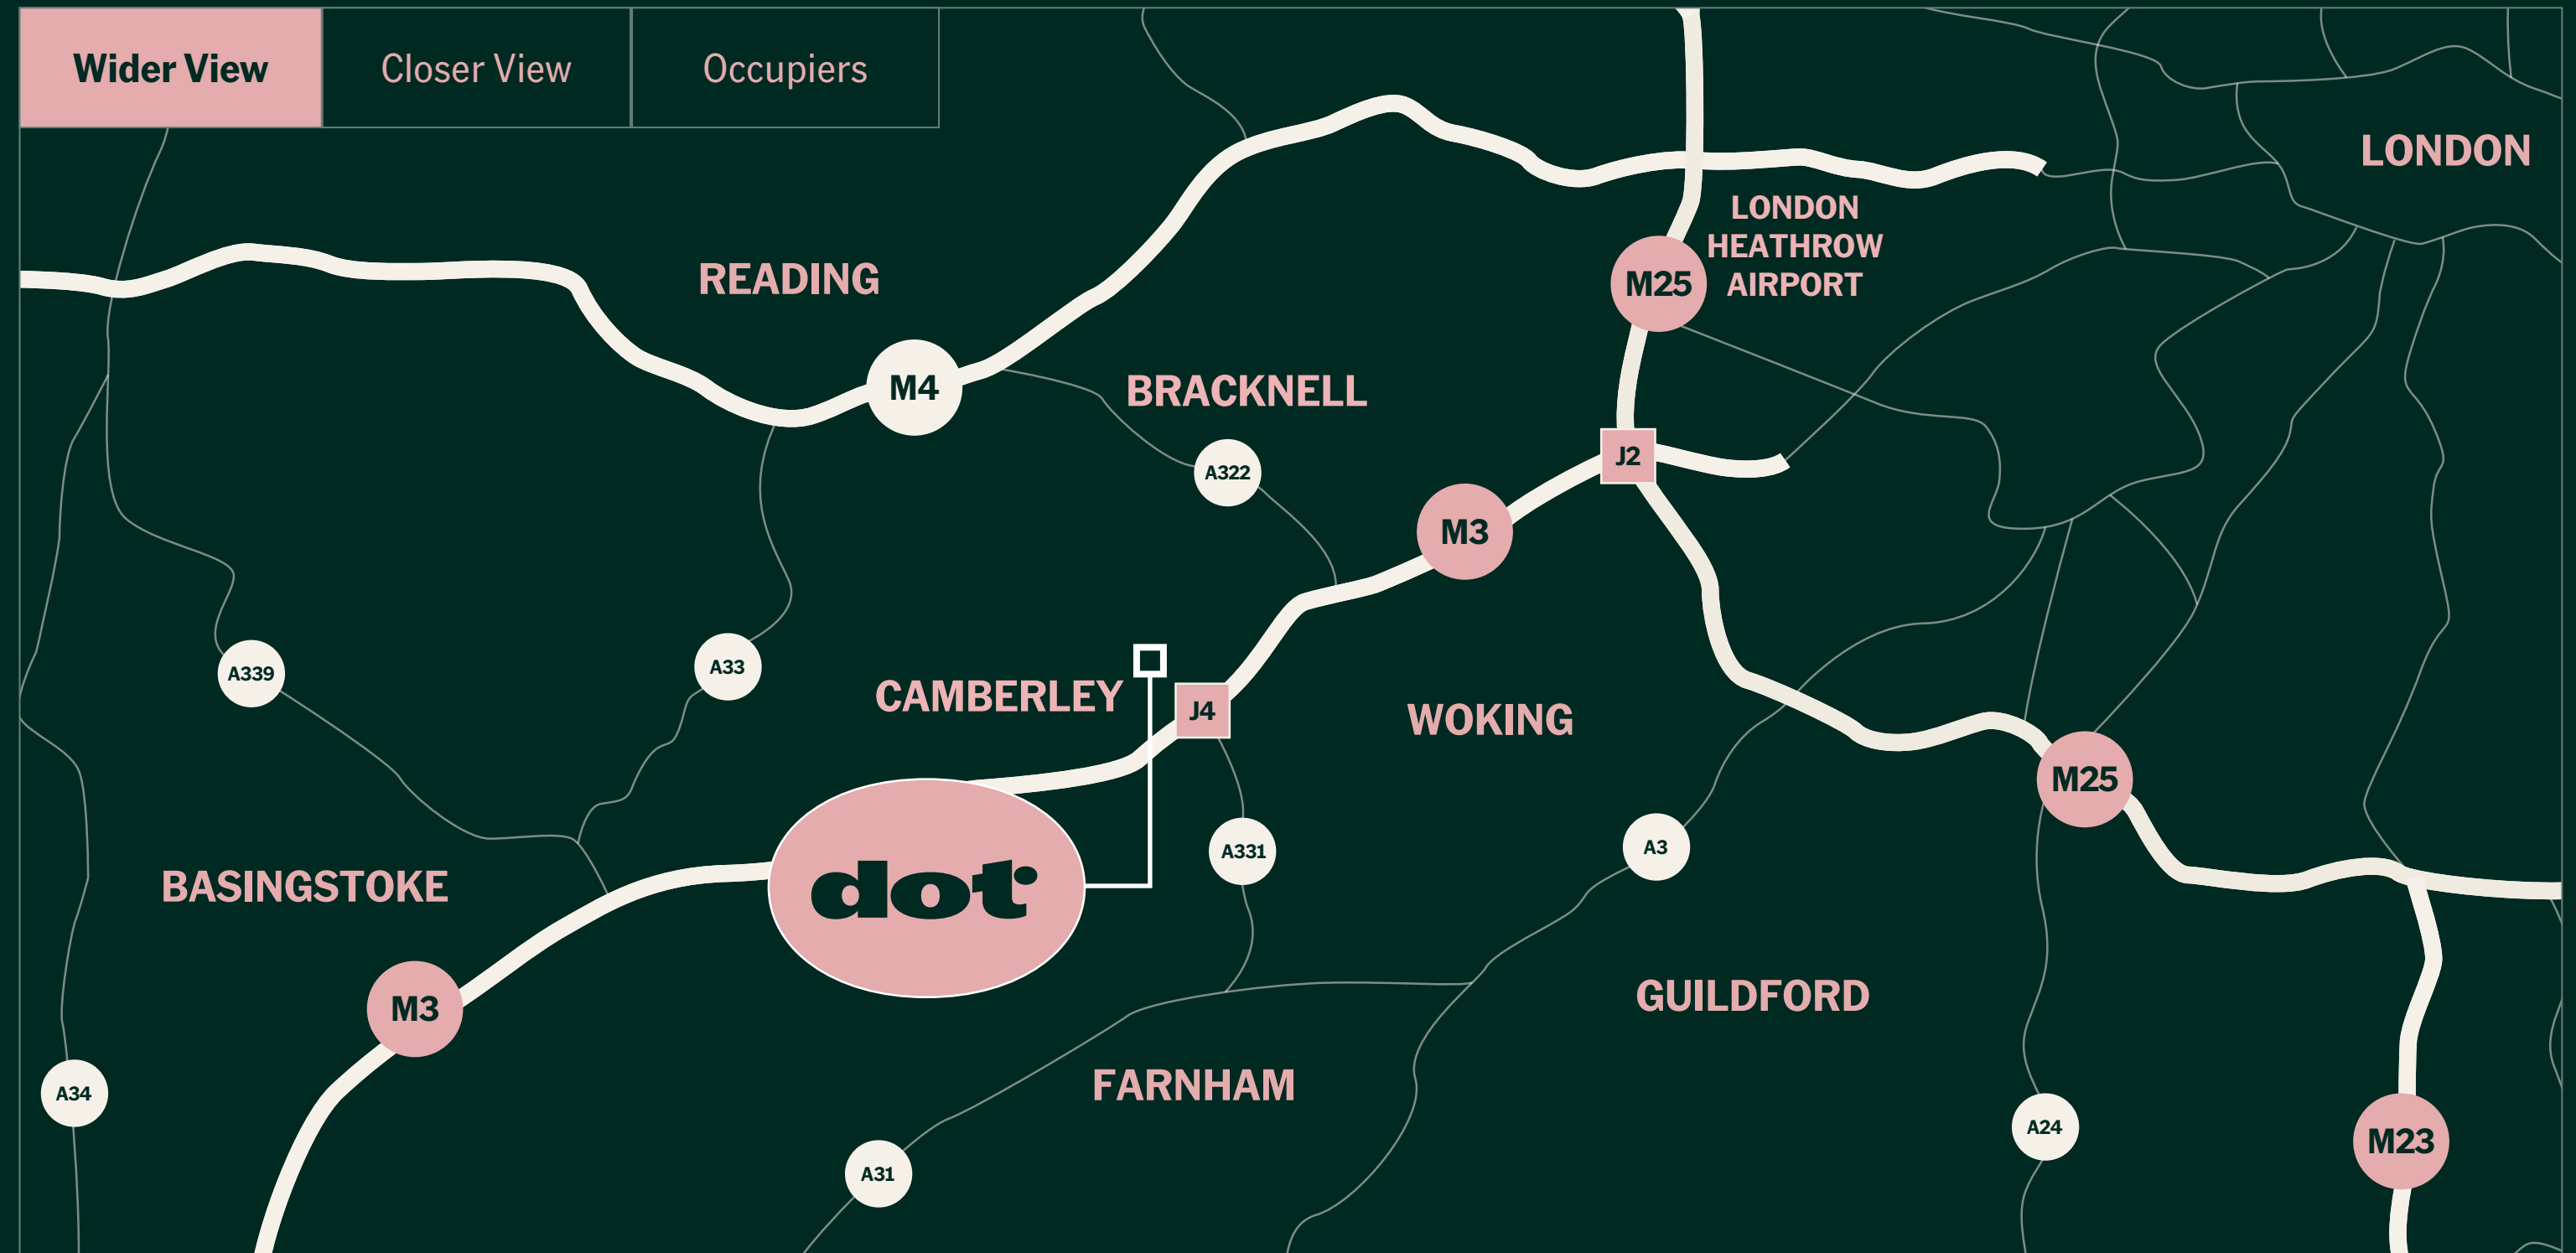 Wider View
Closer View
Occupiers
LONDON
LONDON
HEATHROW
AIRPORT
READING
M25
M4
BRACKNELL
J2
A322
M3
A339
A33
CAMBERLEY
J4
WOKING
M25
A331
A3
BASINGSTOKE
dot
M3
GUILDFORD
FARNHAM
A34
A24
M23
A31